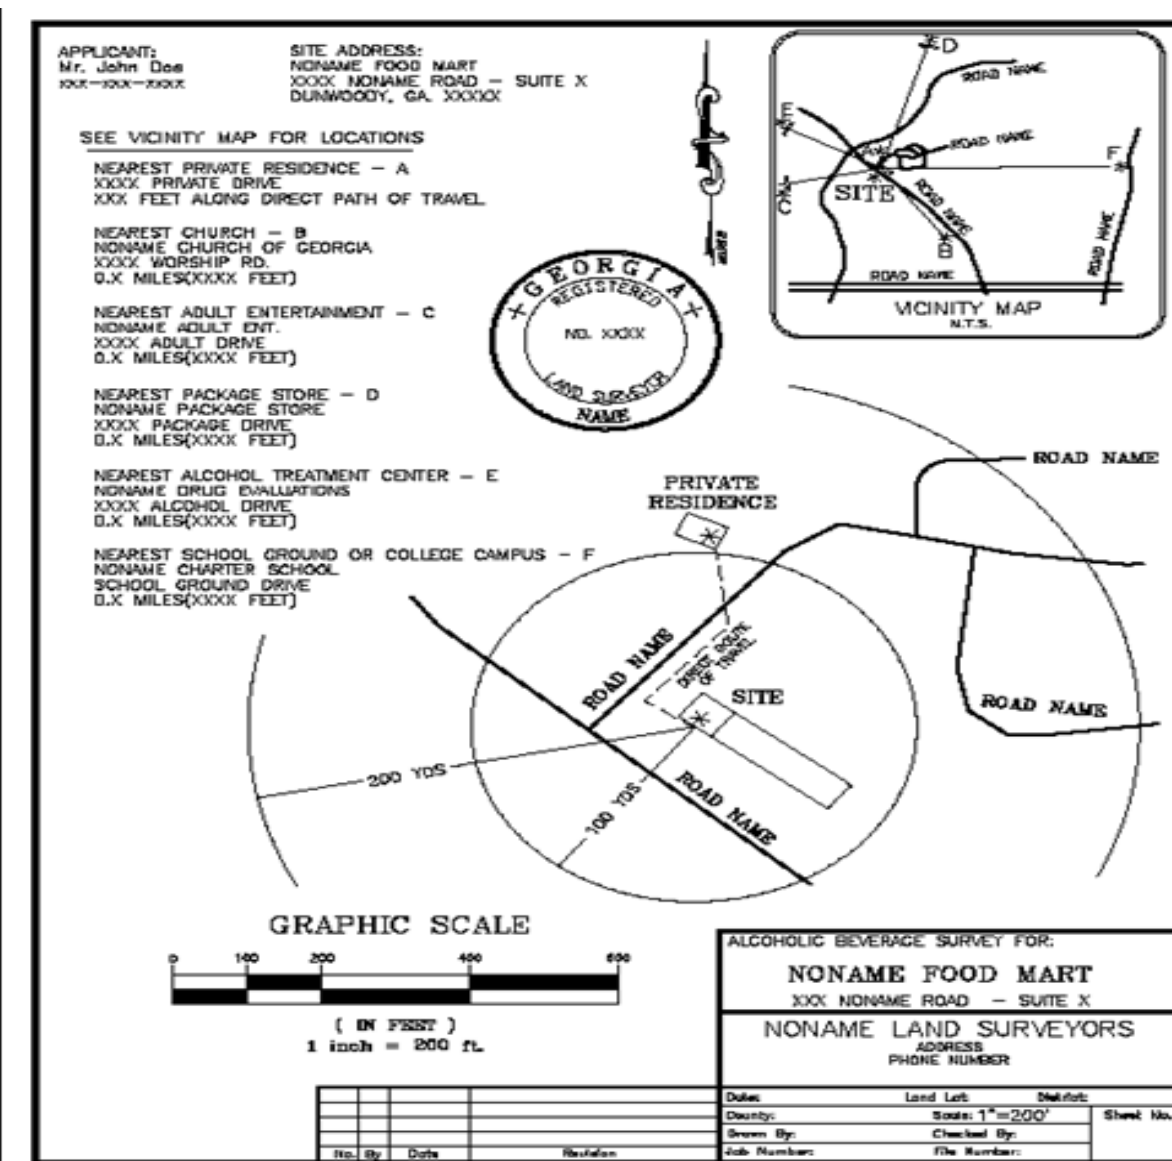 APPLICANT:
Mr. John Doe
XXX-XXX-XXXX
SITE ADDRESS:
NONAME FOOD MART
XXXX NONAME ROAD - SUITE X
DUNWOODY, GA. XXXXX
SEE VICINITY MAP FOR LOCATIONS
NEAREST PRIVATE RESIDENCE - A
XXXX PRIVATE DRIVE
XXX FEET ALONG DIRECT PATH OF TRAVEL
NEAREST CHURCH - B
NONAME CHURCH OF GEORGIA
XXXX WORSHIP RD.
0.X MILES(XXXX FEET)
NEAREST ADULT ENTERTAINMENT - C
NONAME ADULT ENT.
XXXX ADULT DRIVE
0.X MILES(XXXX FEET)
NEAREST PACKAGE STORE - D
NONAME PACKAGE STORE
XXXX PACKAGE DRIVE
0.X MILES(XXXX FEET)
NEAREST ALCOHOL TREATMENT CENTER - E
NONAME DRUG EVALUATIONS
XXXX ALCOHOL DRIVE
0.X MILES(XXXX FEET)
NEAREST SCHOOL GROUND OR COLLEGE CAMPUS - F
NONAME CHARTER SCHOOL
SCHOOL GROUND DRIVE
0.X MILES(XXXX FEET)
GEORGIA
REGISTERED
NO. XXXX
LAND SURVEYOR
NAME
D
ROAD NAME
E
ROAD NAME
A
F
SITE
C
ROAD NAME
B
ROAD NAME
ROAD NAME
VICINITY MAP
N.T.S.
ROAD NAME
PRIVATE
RESIDENCE
ROAD NAME
DIRECT ROUTE
OF TRAVEL
SITE
ROAD NAME
200 YDS
100 YDS
ROAD NAME
GRAPHIC SCALE
0 100 200 400 600
( IN FEET )
1 inch = 200 ft.
ALCOHOLIC BEVERAGE SURVEY FOR:
NONAME FOOD MART
XXX NONAME ROAD - SUITE X
NONAME LAND SURVEYORS
ADDRESS
PHONE NUMBER
Date: Land Lot: District:
County: Scale: 1"=200' Sheet No.
Drawn By: Checked By:
Job Number: File Number:
No. By Date Revision